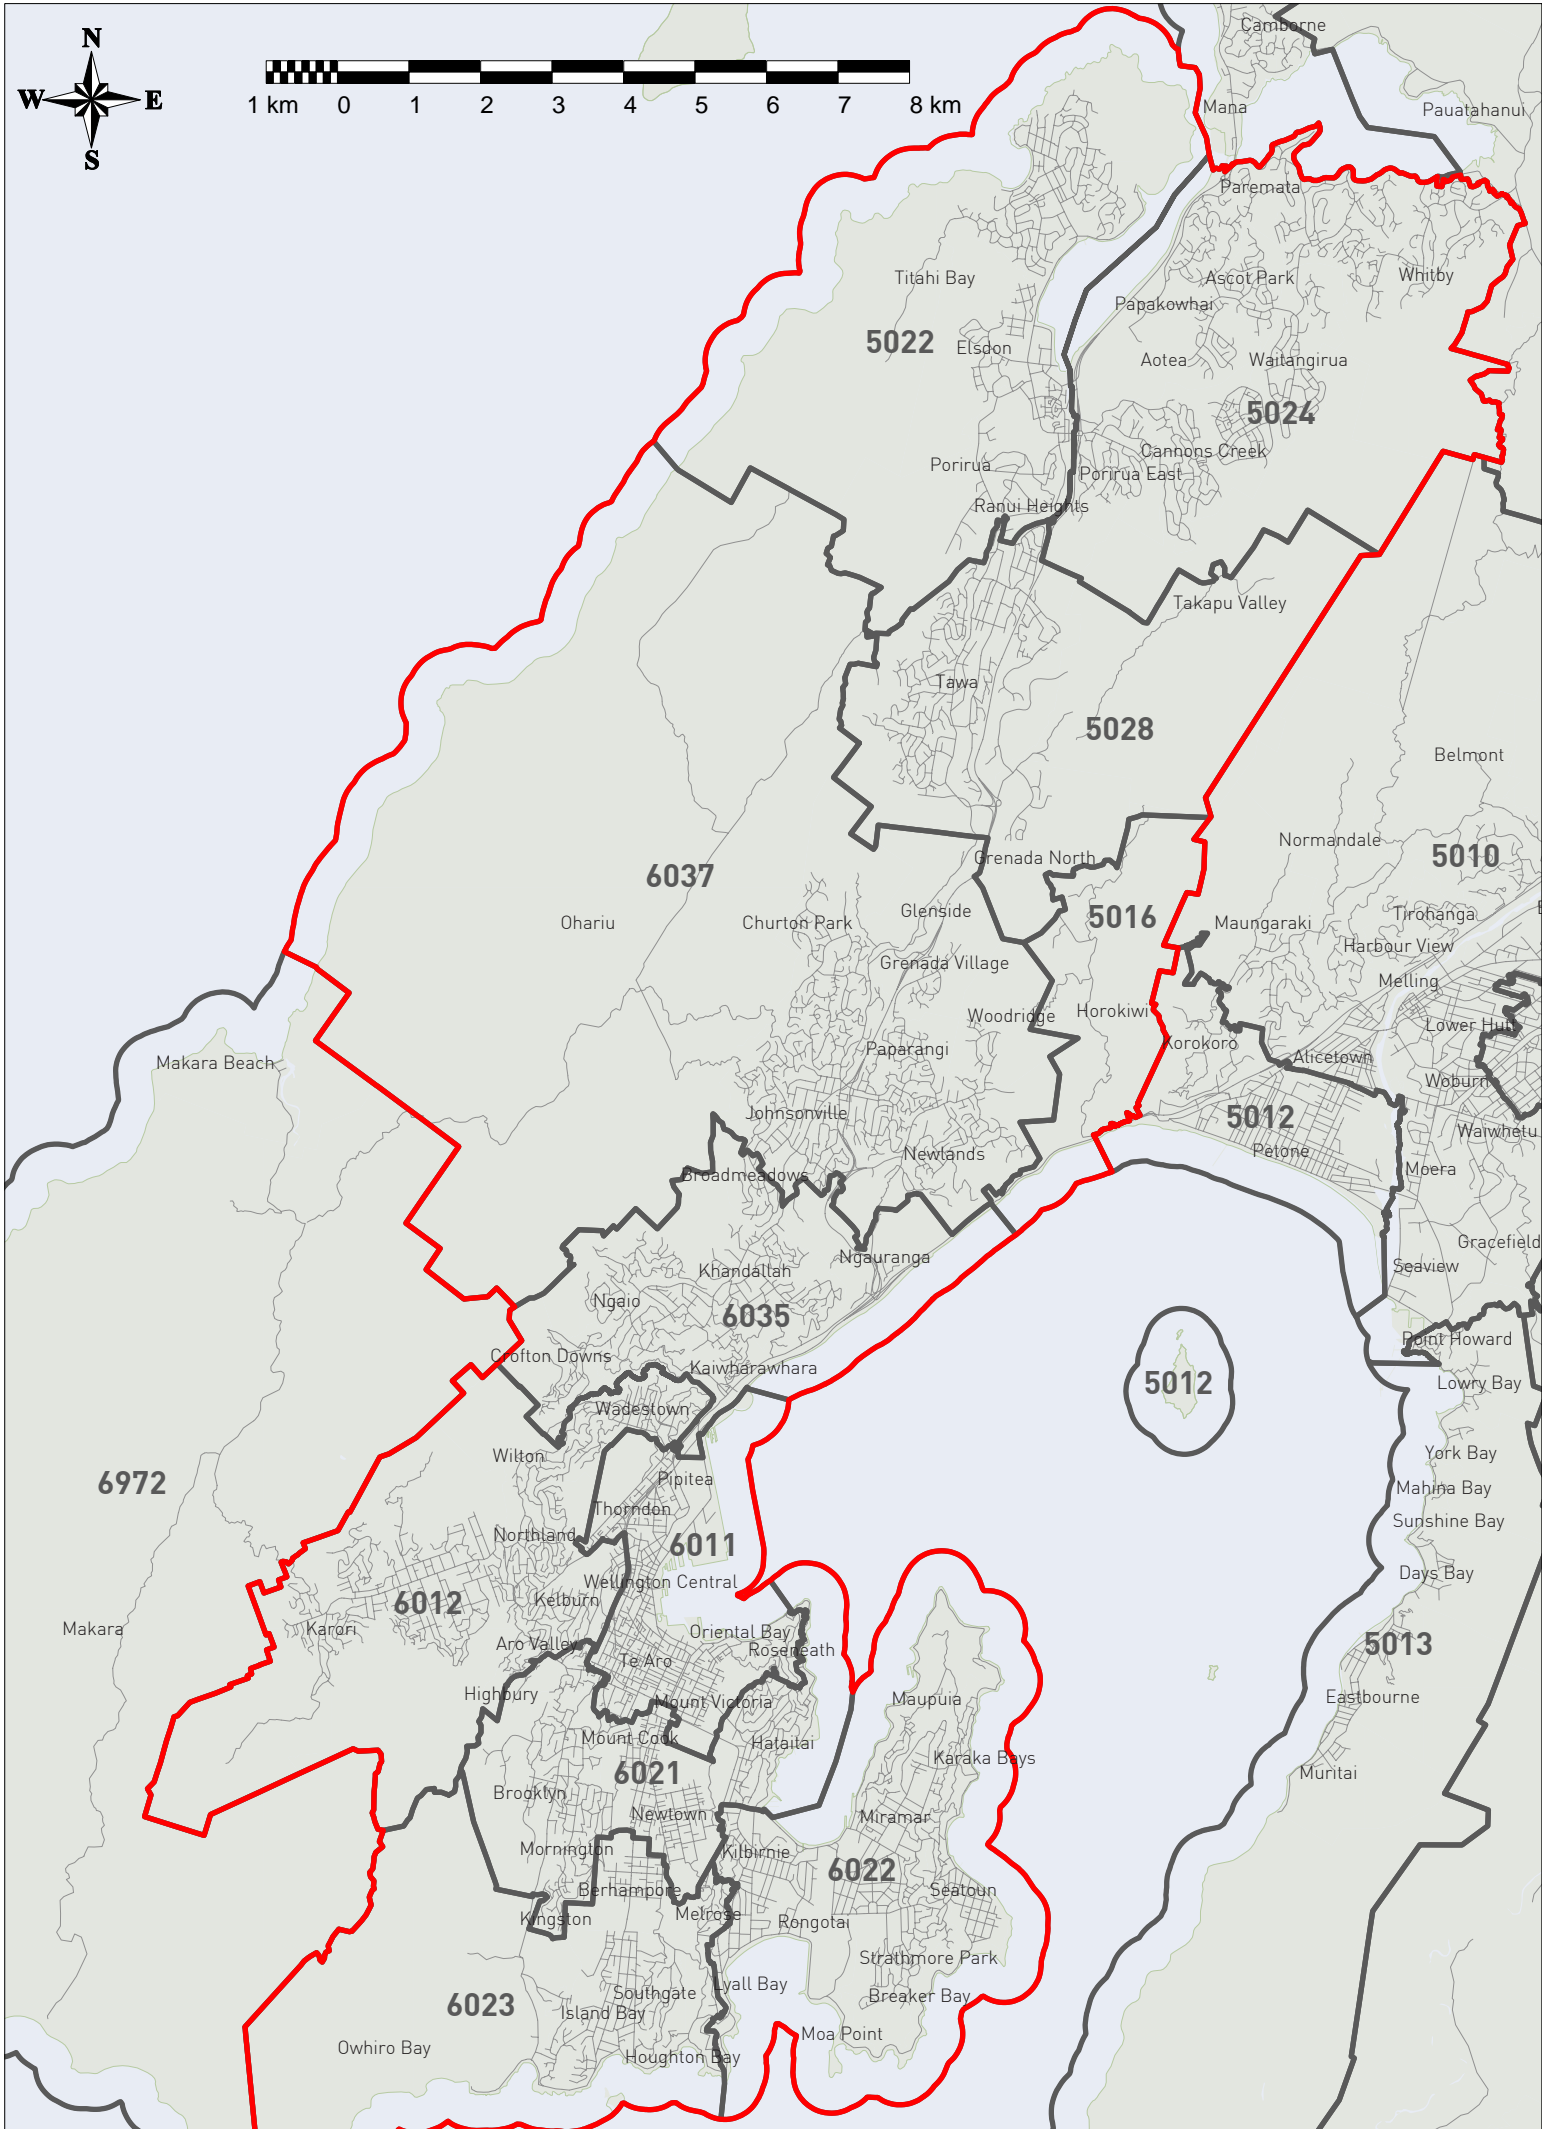 N
W
E
S
1 km 0 1 2 3 4 5 6 7 8 km
Camborne
Mana
Pauatahanui
Paremata
Titahi Bay
Ascot Park
Whitby
Papakowhai
5022
Elsdon
Aotea
Waitangirua
5024
Cannons Creek
Porirua
Porirua East
Ranui Heights
Takapu Valley
Tawa
5028
Belmont
Normandale
5010
Grenada North
6037
Glenside
5016
Tirohanga
Ohariu
Churton Park
Maungaraki
Harbour View
Grenada Village
Melling
Woodridge
Horokiwi
Lower Hutt
Korokoro
Paparangi
Alicetown
Makara Beach
Woburn
Johnsonville
5012
Waiwhetu
Petone
Newlands
Moera
Broadmeadows
Gracefield
Ngauranga
Seaview
Khandallah
Ngaio
6035
Point Howard
Crofton Downs
Kaiwharawhara
5012
Lowry Bay
Wadestown
Wilton
York Bay
6972
Pipitea
Mahina Bay
Thorndon
Sunshine Bay
Northland
6011
Days Bay
Wellington Central
6012
Kelburn
Makara
Karori
Oriental Bay
Aro Valley
Roseneath
5013
Te Aro
Highbury
Mount Victoria
Maupuia
Eastbourne
Mount Cook
Hataitai
Karaka Bays
6021
Muritai
Brooklyn
Newtown
Miramar
Mornington
Kilbirnie
6022
Berhampore
Seatoun
Kingston
Melrose
Rongotai
Strathmore Park
Lyall Bay
Southgate
Breaker Bay
6023
Island Bay
Moa Point
Owhiro Bay
Houghton Bay